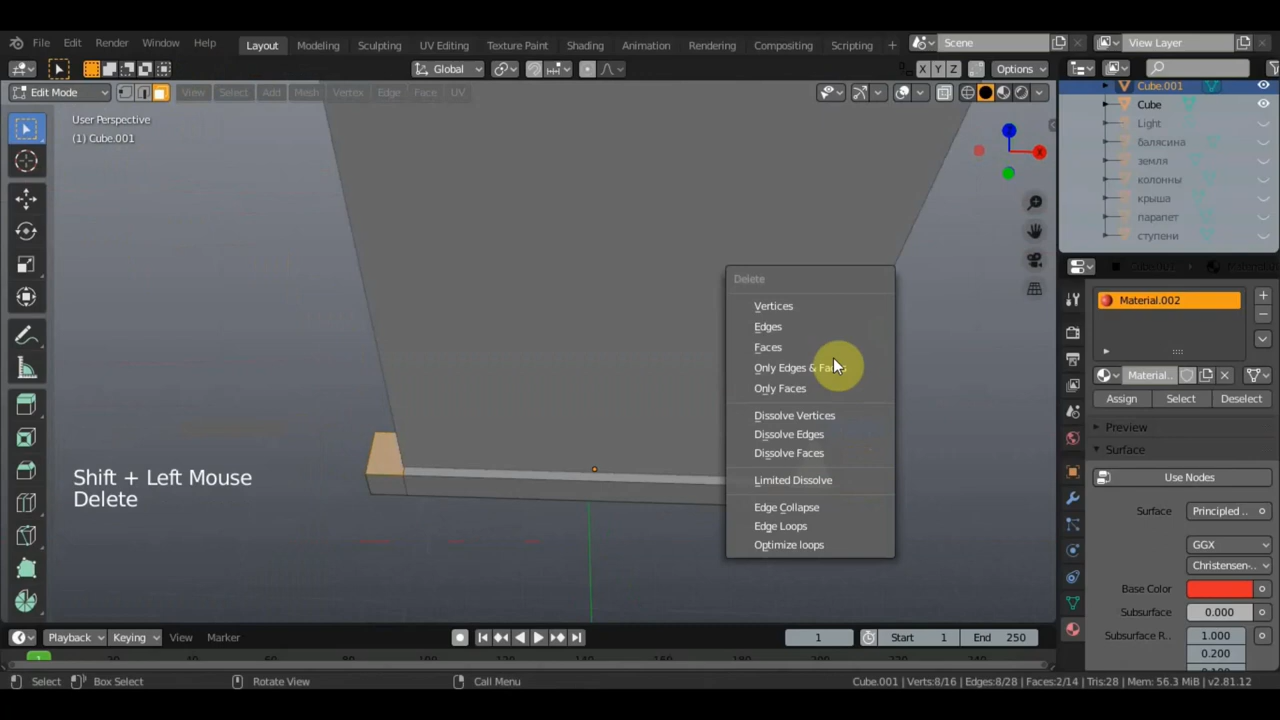 File Edit Render Window Help Layout Modeling Sculpting UV Editing Texture Paint Shading Animation Rendering Compositing Scripting + Scene View Layer
Global X Y Z Options
Edit Mode View Select Add Mesh Vertex Edge Face UV
User Perspective
(1) Cube.001
Cube.001
Cube
Light
балясина
земля
колонны
крыша
парапет
ступени
Delete
Vertices
Edges
Faces
Only Edges &
Only Faces
Dissolve Vertices
Dissolve Edges
Dissolve Faces
Limited Dissolve
Edge Collapse
Edge Loops
Optimize loops
Shift + Left Mouse
Delete
Material.002
Material..
Assign Select Deselect
Preview
Surface
Use Nodes
Surface Principled ..
GGX
Christensen-..
Base Color
Subsurface 0.000
Subsurface R.. 1.000
0.200
Playback Keying View Marker 1 Start 1 End 250
1
Select Box Select Rotate View Call Menu Cube.001 | Verts:8/16 | Edges:8/28 | Faces:2/14 | Tris:28 | Mem: 56.3 MiB | v2.81.12